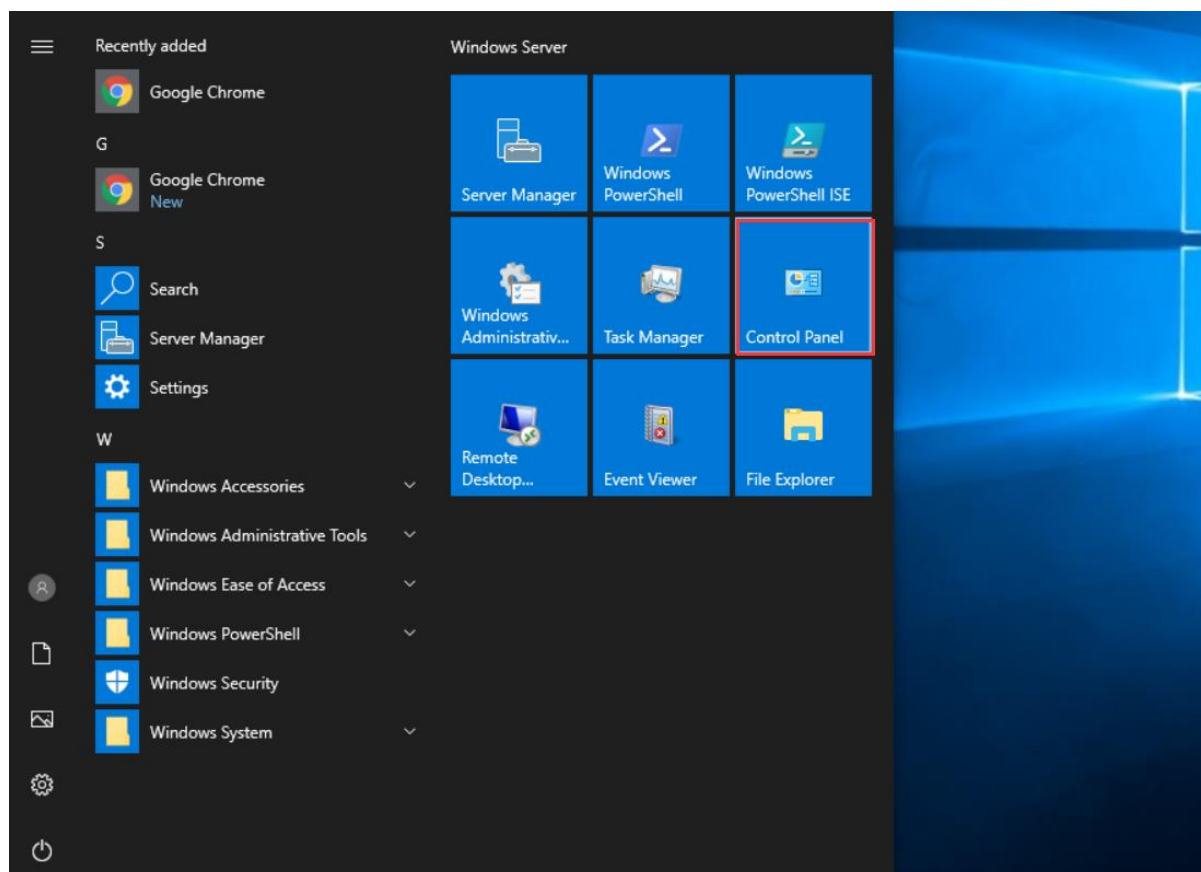 Recently added
Google Chrome
G
Google Chrome
New
S
Search
Server Manager
Settings
W
Windows Accessories
Windows Administrative Tools
Windows Ease of Access
Windows PowerShell
Windows Security
Windows System
Windows Server
Server Manager
Windows
PowerShell
Windows
PowerShell ISE
Windows
Administrativ...
Task Manager
Control Panel
Remote
Desktop...
Event Viewer
File Explorer